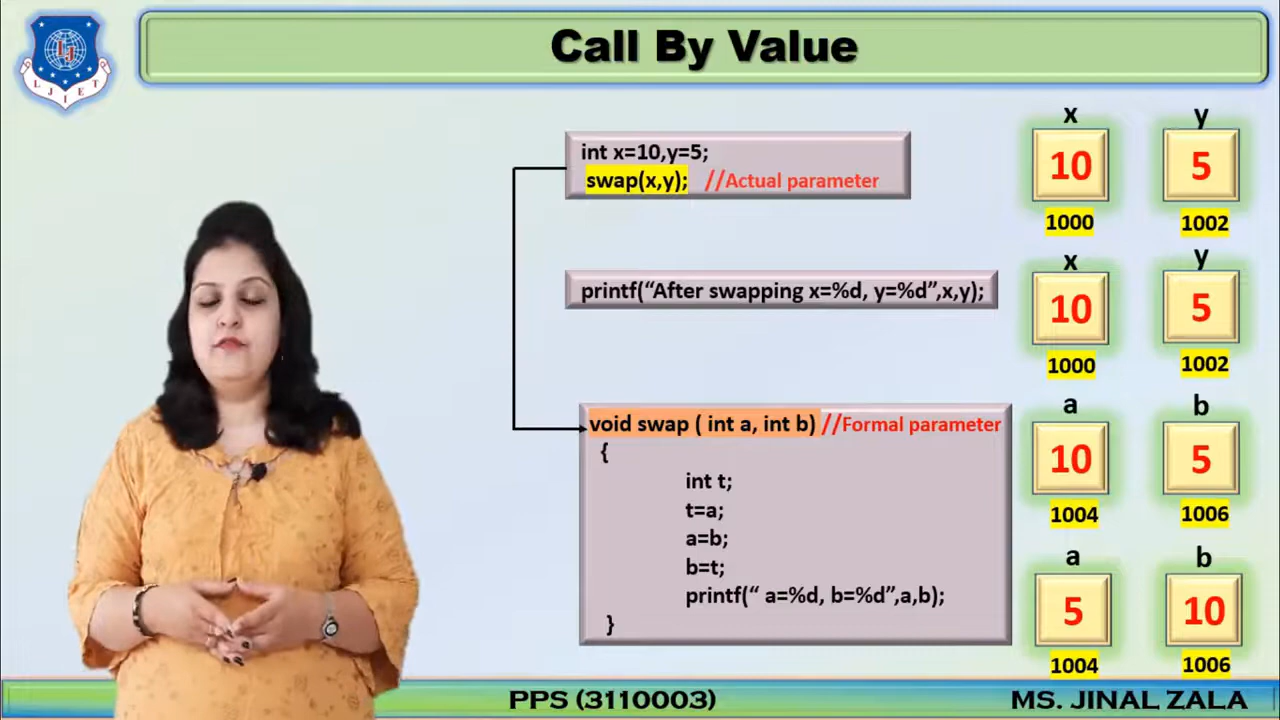 Call By Value
LJIET
int x=10,y=5;
swap(x,y); //Actual parameter
x y
10 5
1000 1002
printf(“After swapping x=%d, y=%d”,x,y);
x y
10 5
1000 1002
void swap ( int a, int b) //Formal parameter
{
int t;
t=a;
a=b;
b=t;
printf(“ a=%d, b=%d”,a,b);
}
a b
10 5
1004 1006
a b
5 10
1004 1006
PPS (3110003)
MS. JINAL ZALA